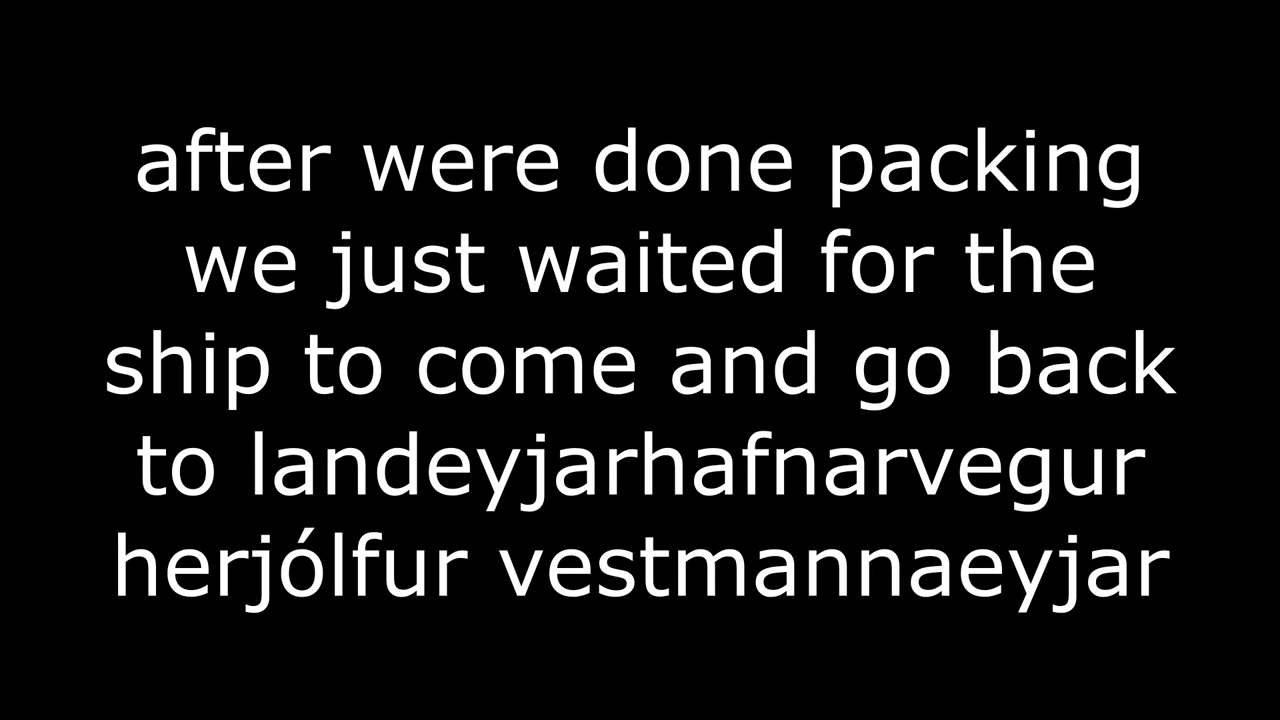 after were done packing
we just waited for the
ship to come and go back
to landeyjarhafnarvegur
herjólfur vestmannaeyjar